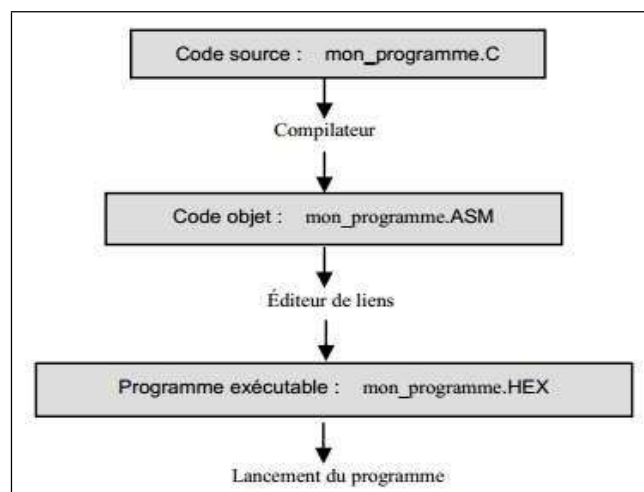 Code source : mon_programme.C
Compilateur
Code objet : mon_programme.ASM
Éditeur de liens
Programme exécutable : mon_programme.HEX
Lancement du programme